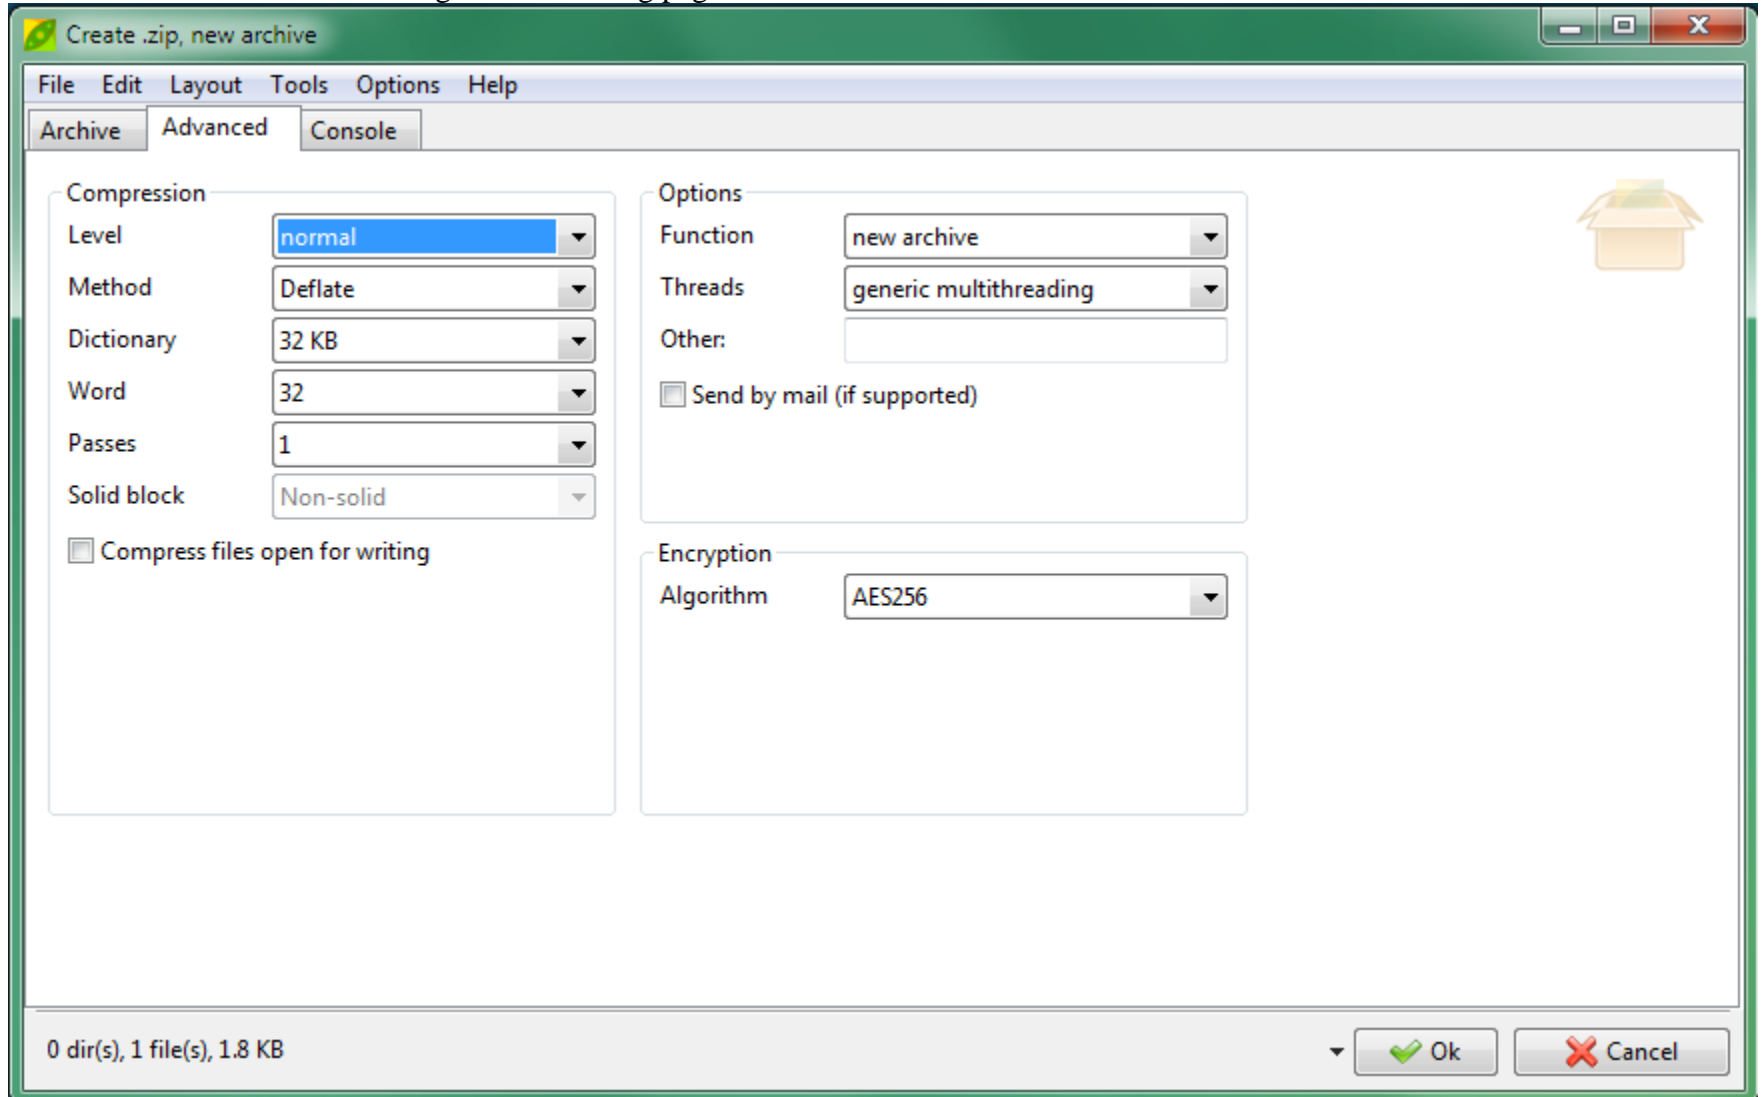 Create .zip, new archive
File Edit Layout Tools Options Help
Archive Advanced Console
Compression
Level normal
Method Deflate
Dictionary 32 KB
Word 32
Passes 1
Solid block Non-solid
Compress files open for writing
Options
Function new archive
Threads generic multithreading
Other:
Send by mail (if supported)
Encryption
Algorithm AES256
0 dir(s), 1 file(s), 1.8 KB
Ok Cancel